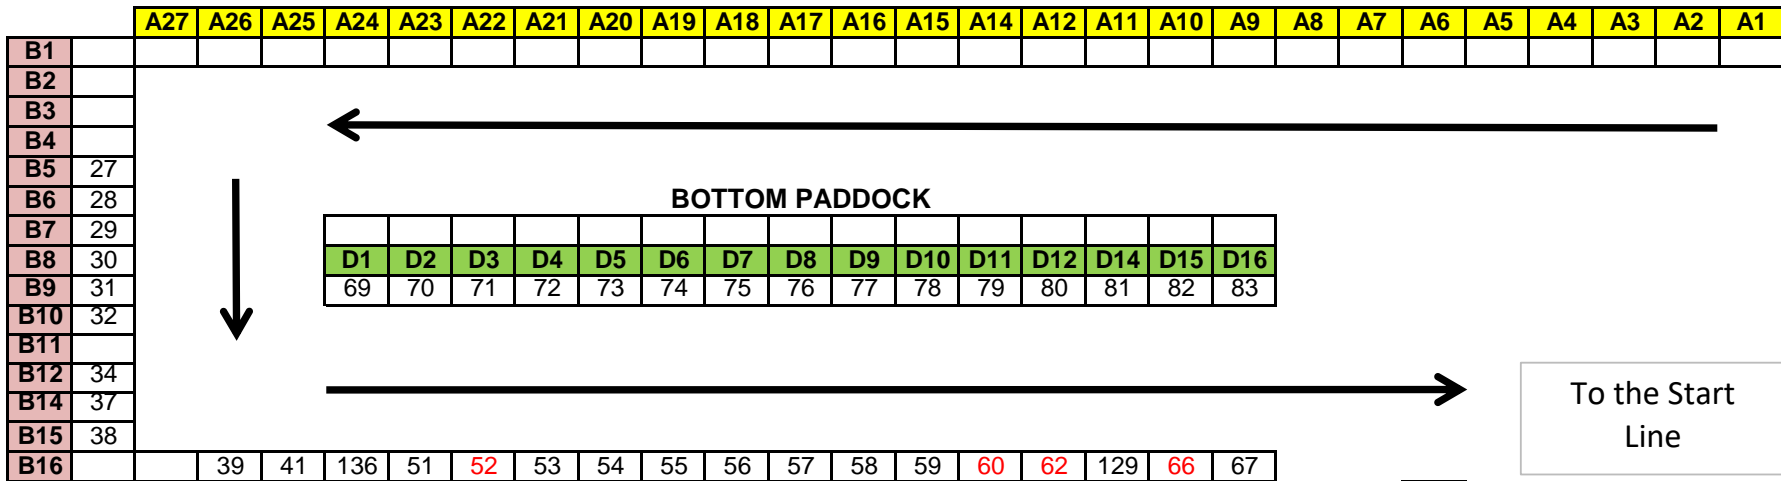 A27 A26 A25 A24 A23 A22 A21 A20 A19 A18 A17 A16 A15 A14 A12 A11 A10 A9 A8 A7 A6 A5 A4 A3 A2 A1
B1
B2
B3
B4
B5 27
B6 28 BOTTOM PADDOCK
B7 29
B8 30 D1 D2 D3 D4 D5 D6 D7 D8 D9 D10 D11 D12 D14 D15 D16
B9 31 69 70 71 72 73 74 75 76 77 78 79 80 81 82 83
B10 32
B11
B12 34
B14 37 To the Start
B15 38 Line
B16 39 41 136 51 52 53 54 55 56 57 58 59 60 62 129 66 67